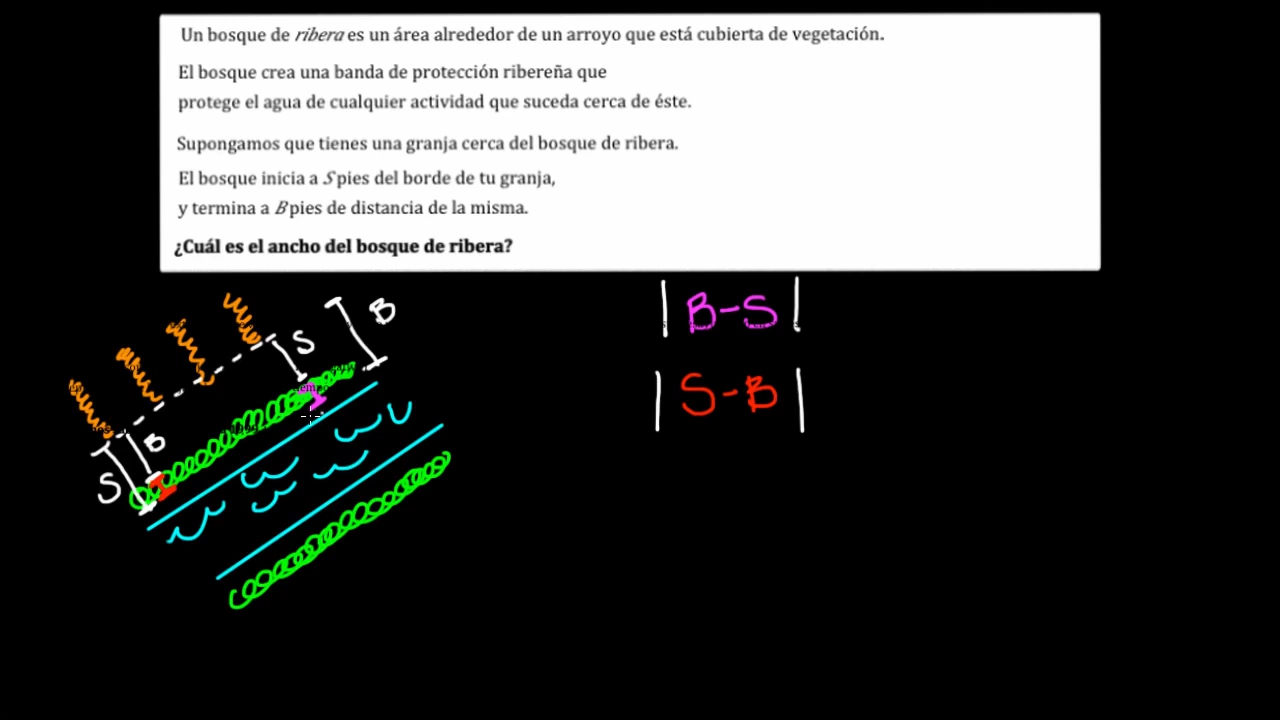 Un bosque de ribera es un área alrededor de un arroyo que está cubierta de vegetación.
El bosque crea una banda de protección ribereña que
protege el agua de cualquier actividad que suceda cerca de éste.
Supongamos que tienes una granja cerca del bosque de ribera.
El bosque inicia a S pies del borde de tu granja,
y termina a B pies de distancia de la misma.
¿Cuál es el ancho del bosque de ribera?
|B-S|
|S-B|
B
S
B
S